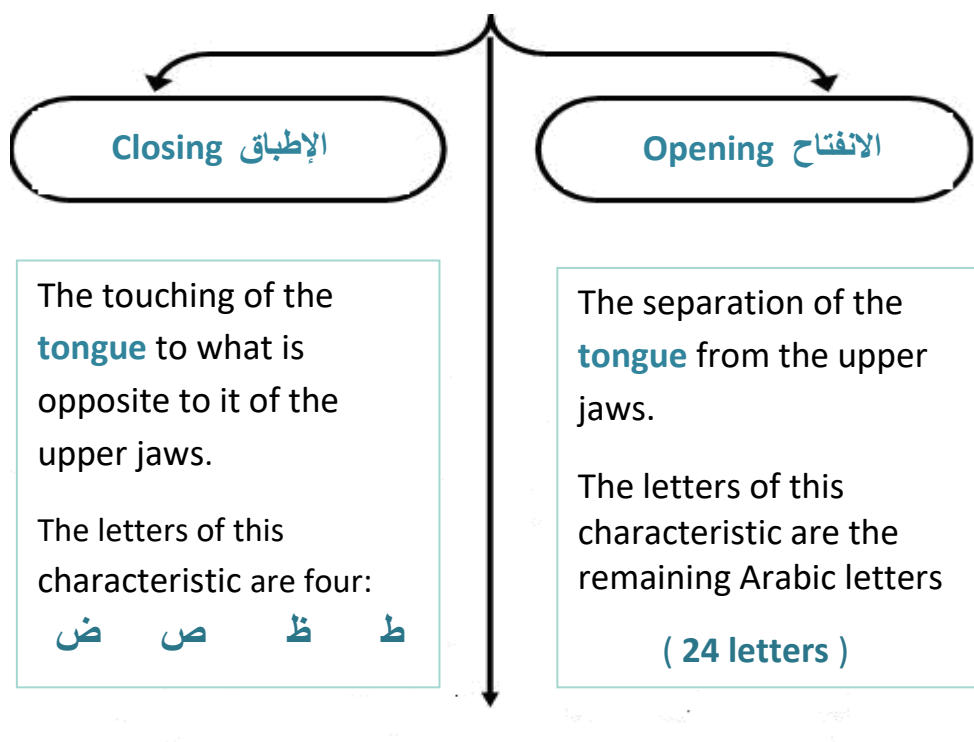 Closing الإطباق
Opening الانفتاح
The touching of the
tongue to what is
opposite to it of the
upper jaws.
The letters of this
characteristic are four:
ط ظ ص ض
The separation of the
tongue from the upper
jaws.
The letters of this
characteristic are the
remaining Arabic letters
( 24 letters )